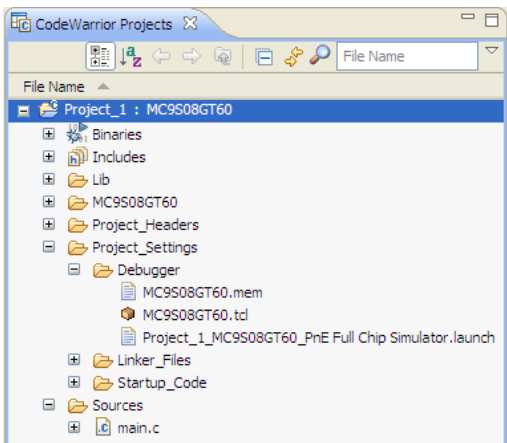 CodeWarrior Projects
File Name
File Name
Project_1 : MC9S08GT60
Binaries
Includes
Lib
MC9S08GT60
Project_Headers
Project_Settings
Debugger
MC9S08GT60.mem
MC9S08GT60.tcl
Project_1_MC9S08GT60_PnE Full Chip Simulator.launch
Linker_Files
Startup_Code
Sources
main.c